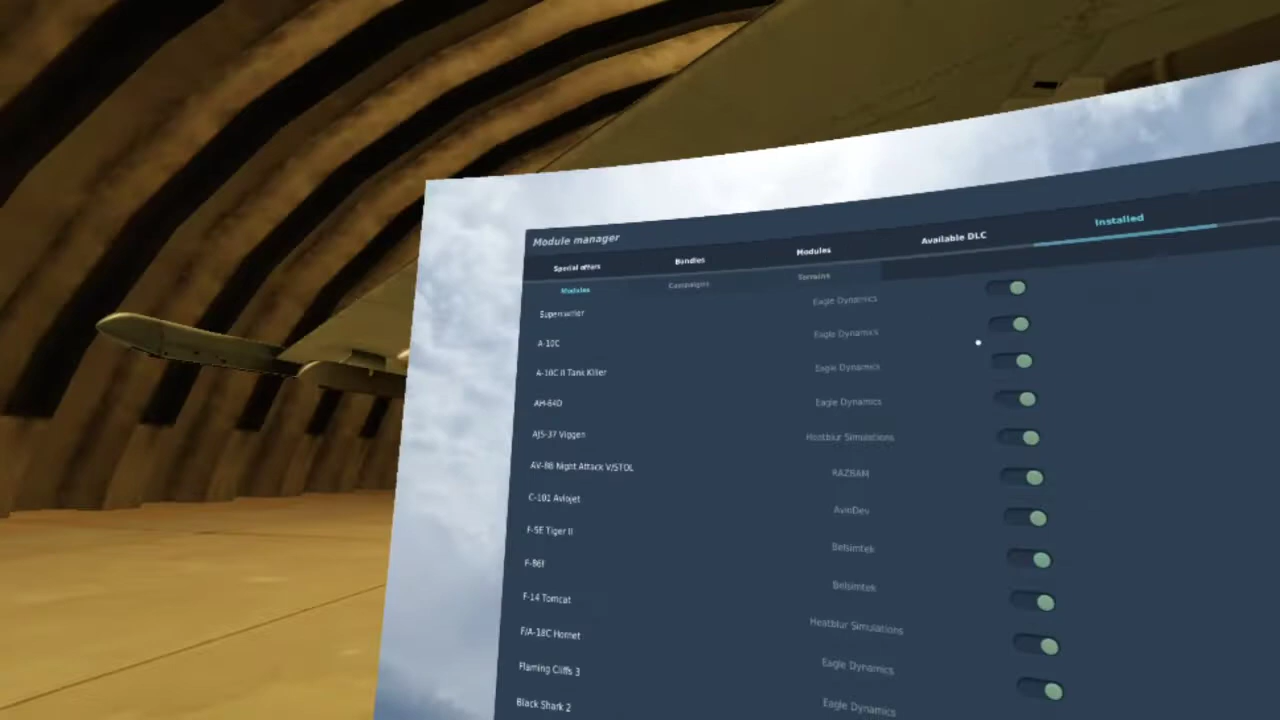 Module manager
Special offers Bundles Modules Available DLC Installed
Modules Campaigns Terrains
Supercarrier Eagle Dynamics
A-10C Eagle Dynamics
A-10C II Tank Killer Eagle Dynamics
AH-64D Eagle Dynamics
AJS-37 Viggen Heatblur Simulations
AV-8B Night Attack V/STOL RAZBAM
C-101 Aviojet AvioDev
F-5E Tiger II Belsimtek
F-86F Belsimtek
F-14 Tomcat Heatblur Simulations
F/A-18C Hornet Eagle Dynamics
Flaming Cliffs 3 Eagle Dynamics
Black Shark 2